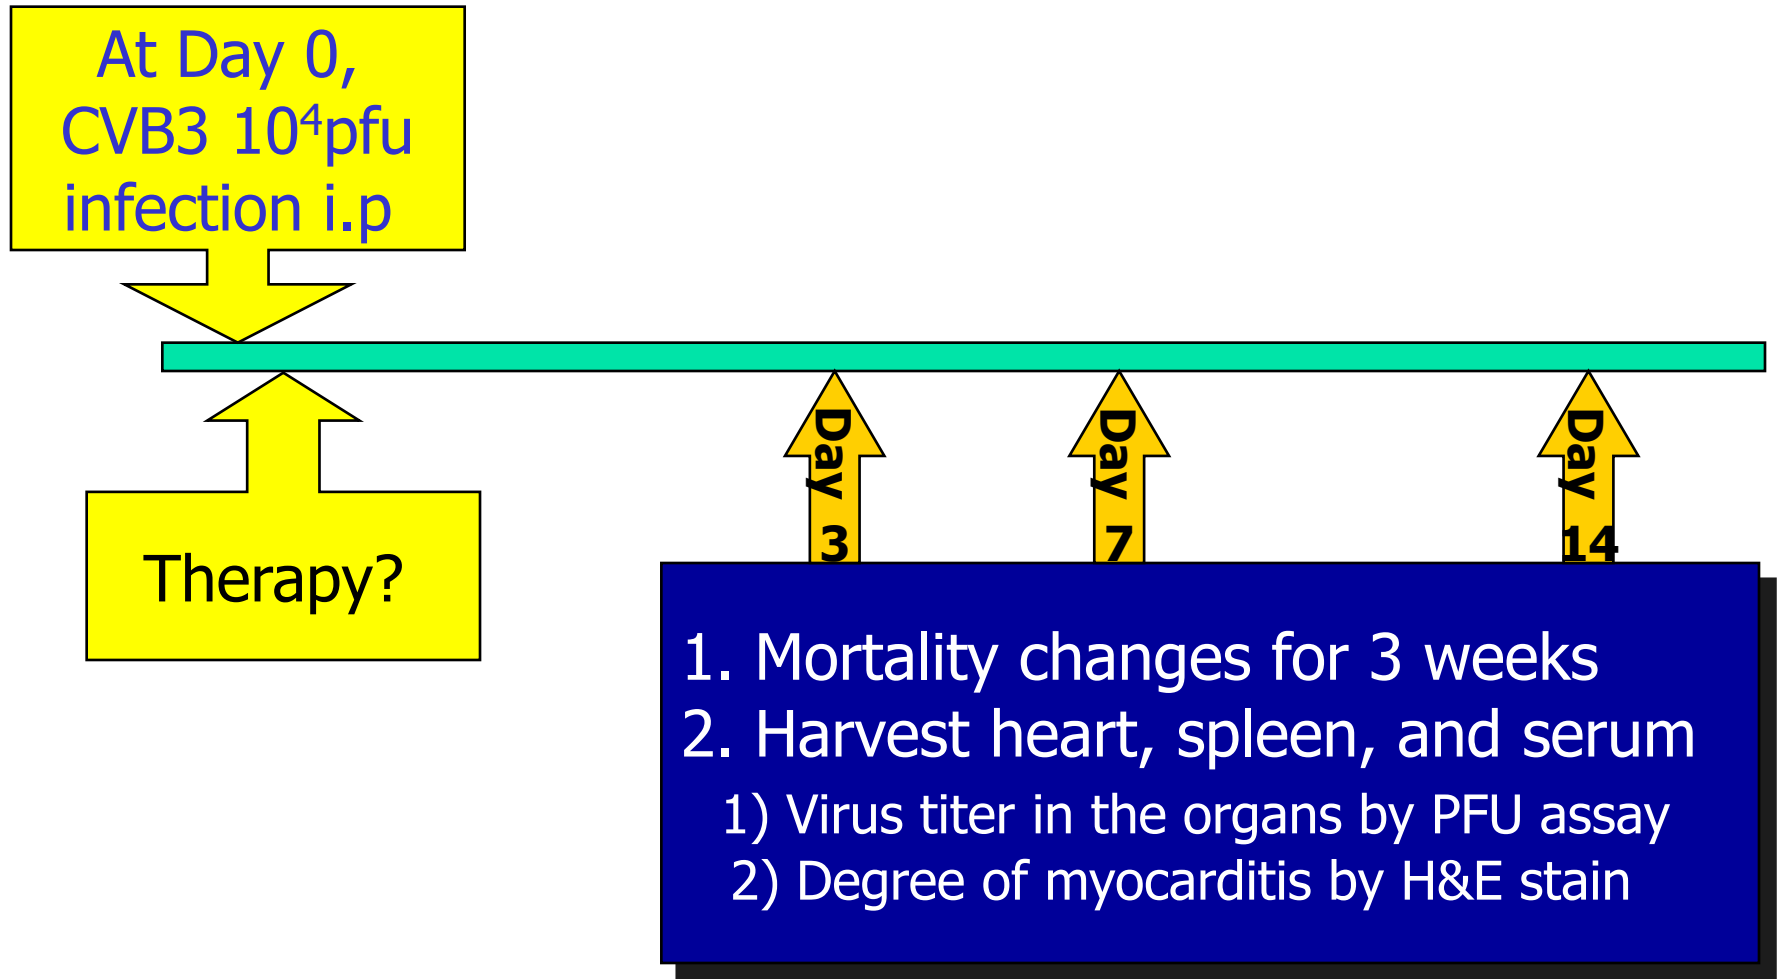 At Day 0,
CVB3 10⁴pfu
infection i.p
Therapy?
Day 3
Day 7
Day 14
1. Mortality changes for 3 weeks
2. Harvest heart, spleen, and serum
1) Virus titer in the organs by PFU assay
2) Degree of myocarditis by H&E stain